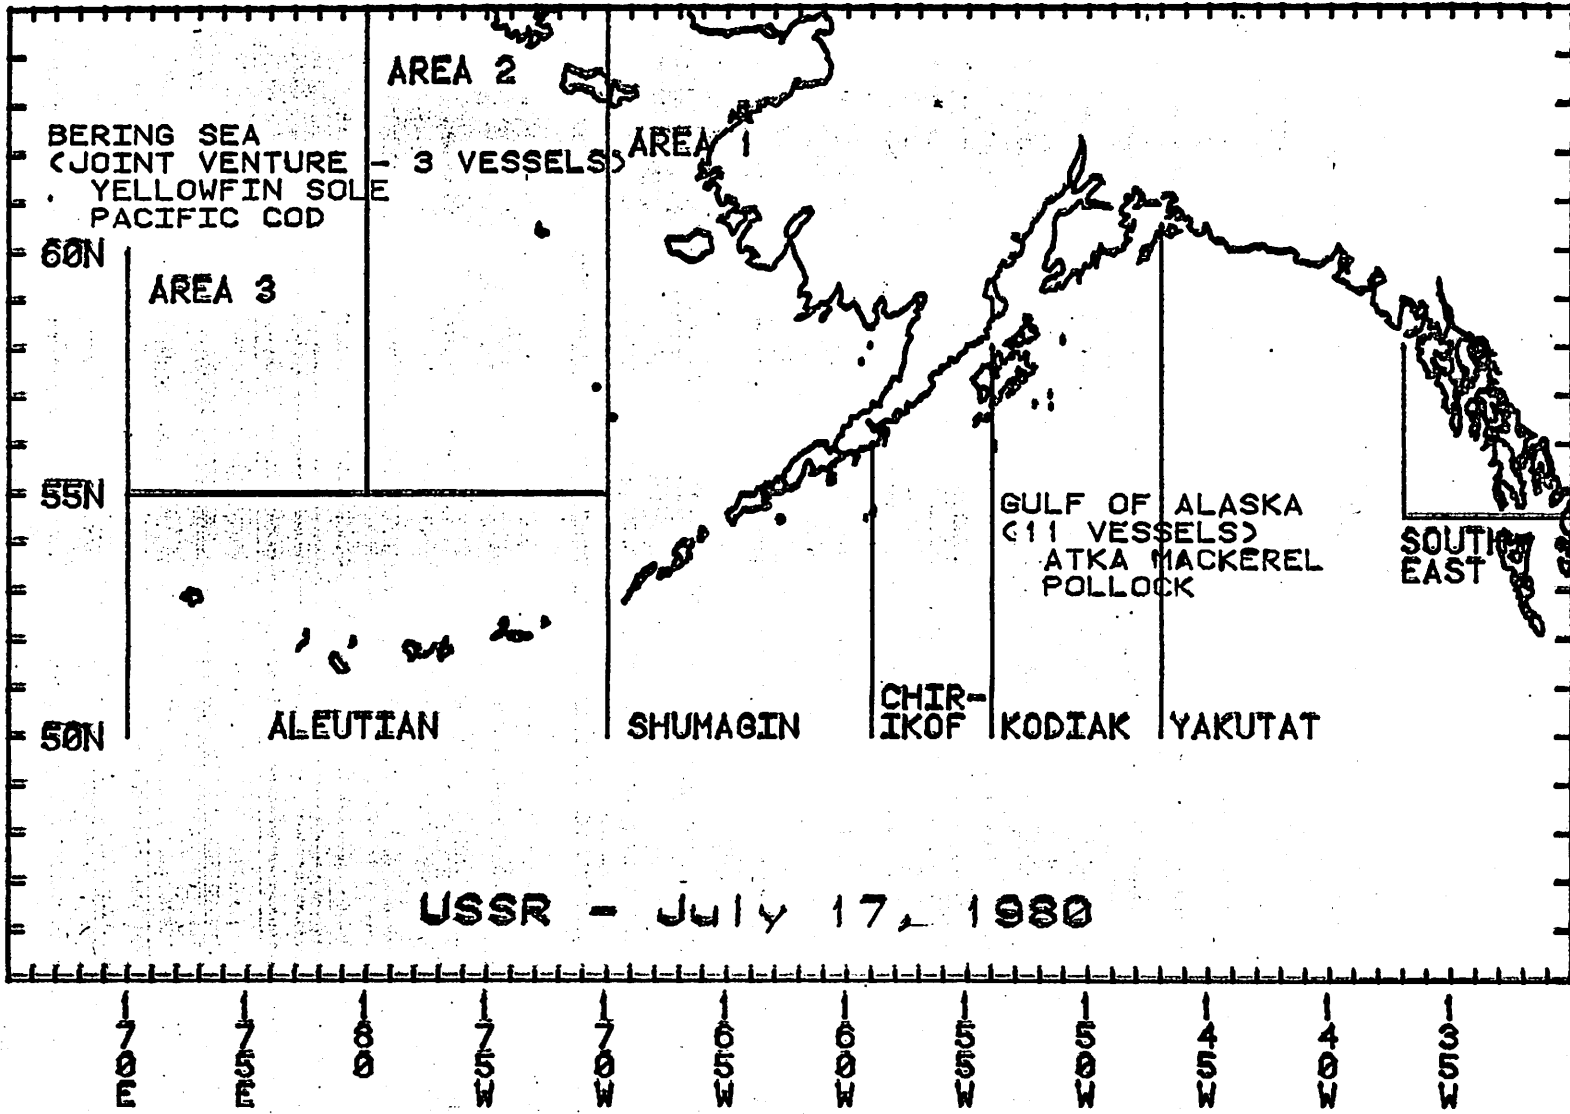 AREA 2
BERING SEA
(JOINT VENTURE - 3 VESSELS)
YELLOWFIN SOLE
PACIFIC COD
AREA 1
60N
AREA 3
55N
GULF OF ALASKA
(11 VESSELS)
ATKA MACKEREL
POLLOCK
SOUTH
EAST
50N
ALEUTIAN
SHUMAGIN
CHIR-
IKOF
KODIAK
YAKUTAT
USSR - July 17, 1980
170E
175E
180
175W
170W
165W
160W
155W
150W
145W
140W
135W